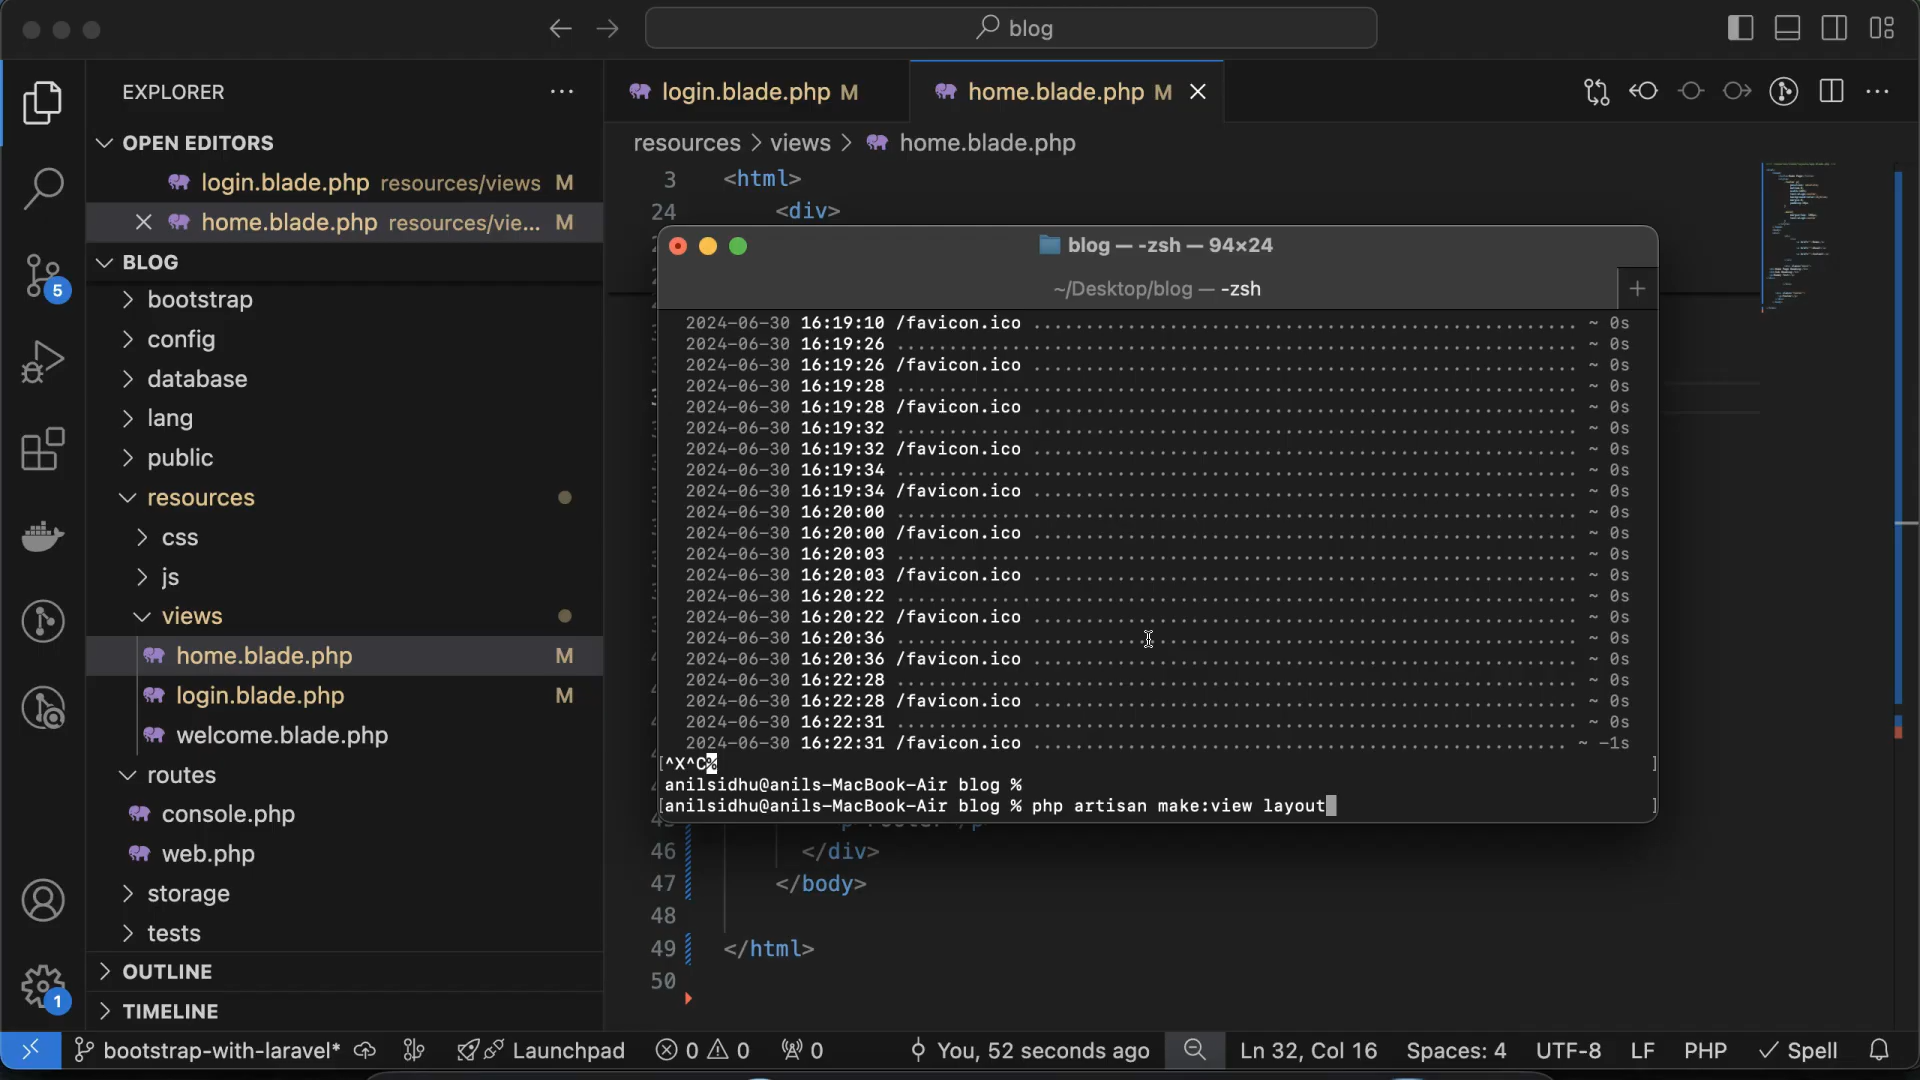 blog
EXPLORER
OPEN EDITORS
login.blade.php resources/views M
home.blade.php resources/vie... M
BLOG
bootstrap
config
database
lang
public
resources
css
js
views
home.blade.php M
login.blade.php M
welcome.blade.php
routes
console.php
web.php
storage
tests
OUTLINE
TIMELINE
5
1
login.blade.php M
home.blade.php M
resources > views > home.blade.php
3 <html>
24 <div>
blog — -zsh — 94×24
~/Desktop/blog — -zsh
2024-06-30 16:19:10 /favicon.ico ~ 0s
2024-06-30 16:19:26 ~ 0s
2024-06-30 16:19:26 /favicon.ico ~ 0s
2024-06-30 16:19:28 ~ 0s
2024-06-30 16:19:28 /favicon.ico ~ 0s
2024-06-30 16:19:32 ~ 0s
2024-06-30 16:19:32 /favicon.ico ~ 0s
2024-06-30 16:19:34 ~ 0s
2024-06-30 16:19:34 /favicon.ico ~ 0s
2024-06-30 16:20:00 ~ 0s
2024-06-30 16:20:00 /favicon.ico ~ 0s
2024-06-30 16:20:03 ~ 0s
2024-06-30 16:20:03 /favicon.ico ~ 0s
2024-06-30 16:20:22 ~ 0s
2024-06-30 16:20:22 /favicon.ico ~ 0s
2024-06-30 16:20:36 ~ 0s
2024-06-30 16:20:36 /favicon.ico ~ 0s
2024-06-30 16:22:28 ~ 0s
2024-06-30 16:22:28 /favicon.ico ~ 0s
2024-06-30 16:22:31 ~ 0s
2024-06-30 16:22:31 /favicon.ico ~ -1s
[^X^C% ]
anilsidhu@anils-MacBook-Air blog %
[anilsidhu@anils-MacBook-Air blog % php artisan make:view layout ]
46 </div>
47 </body>
48
49 </html>
50
bootstrap-with-laravel* Launchpad 0 0 0 You, 52 seconds ago Ln 32, Col 16 Spaces: 4 UTF-8 LF PHP Spell